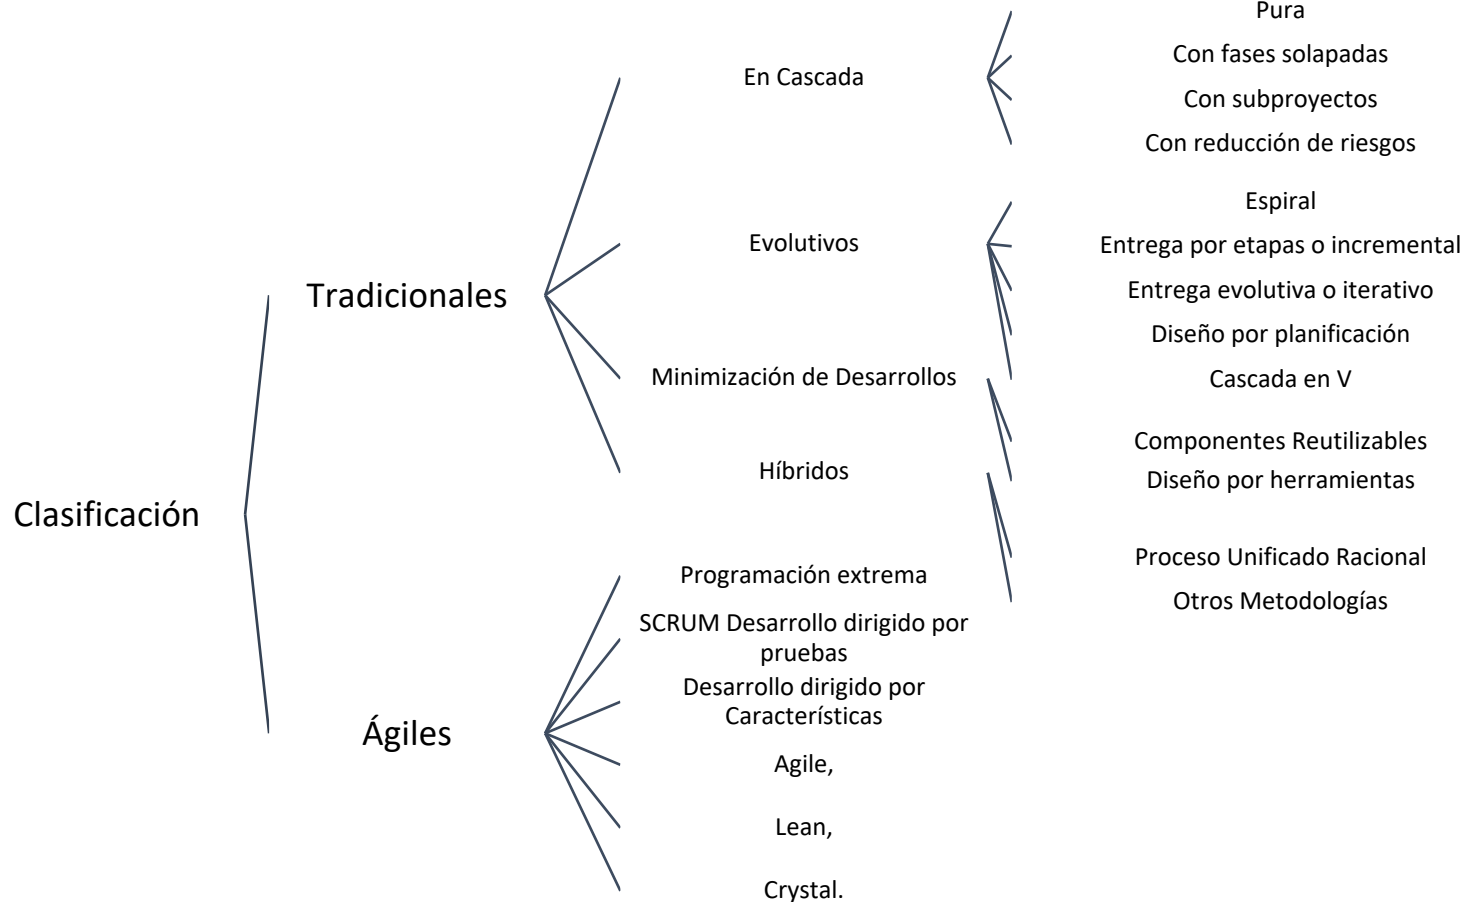 Clasificación
Tradicionales
En Cascada
Pura
Con fases solapadas
Con subproyectos
Con reducción de riesgos
Evolutivos
Espiral
Entrega por etapas o incremental
Entrega evolutiva o iterativo
Diseño por planificación
Cascada en V
Minimización de Desarrollos
Componentes Reutilizables
Diseño por herramientas
Híbridos
Proceso Unificado Racional
Otros Metodologías
Ágiles
Programación extrema
SCRUM Desarrollo dirigido por
pruebas
Desarrollo dirigido por
Características
Agile,
Lean,
Crystal.